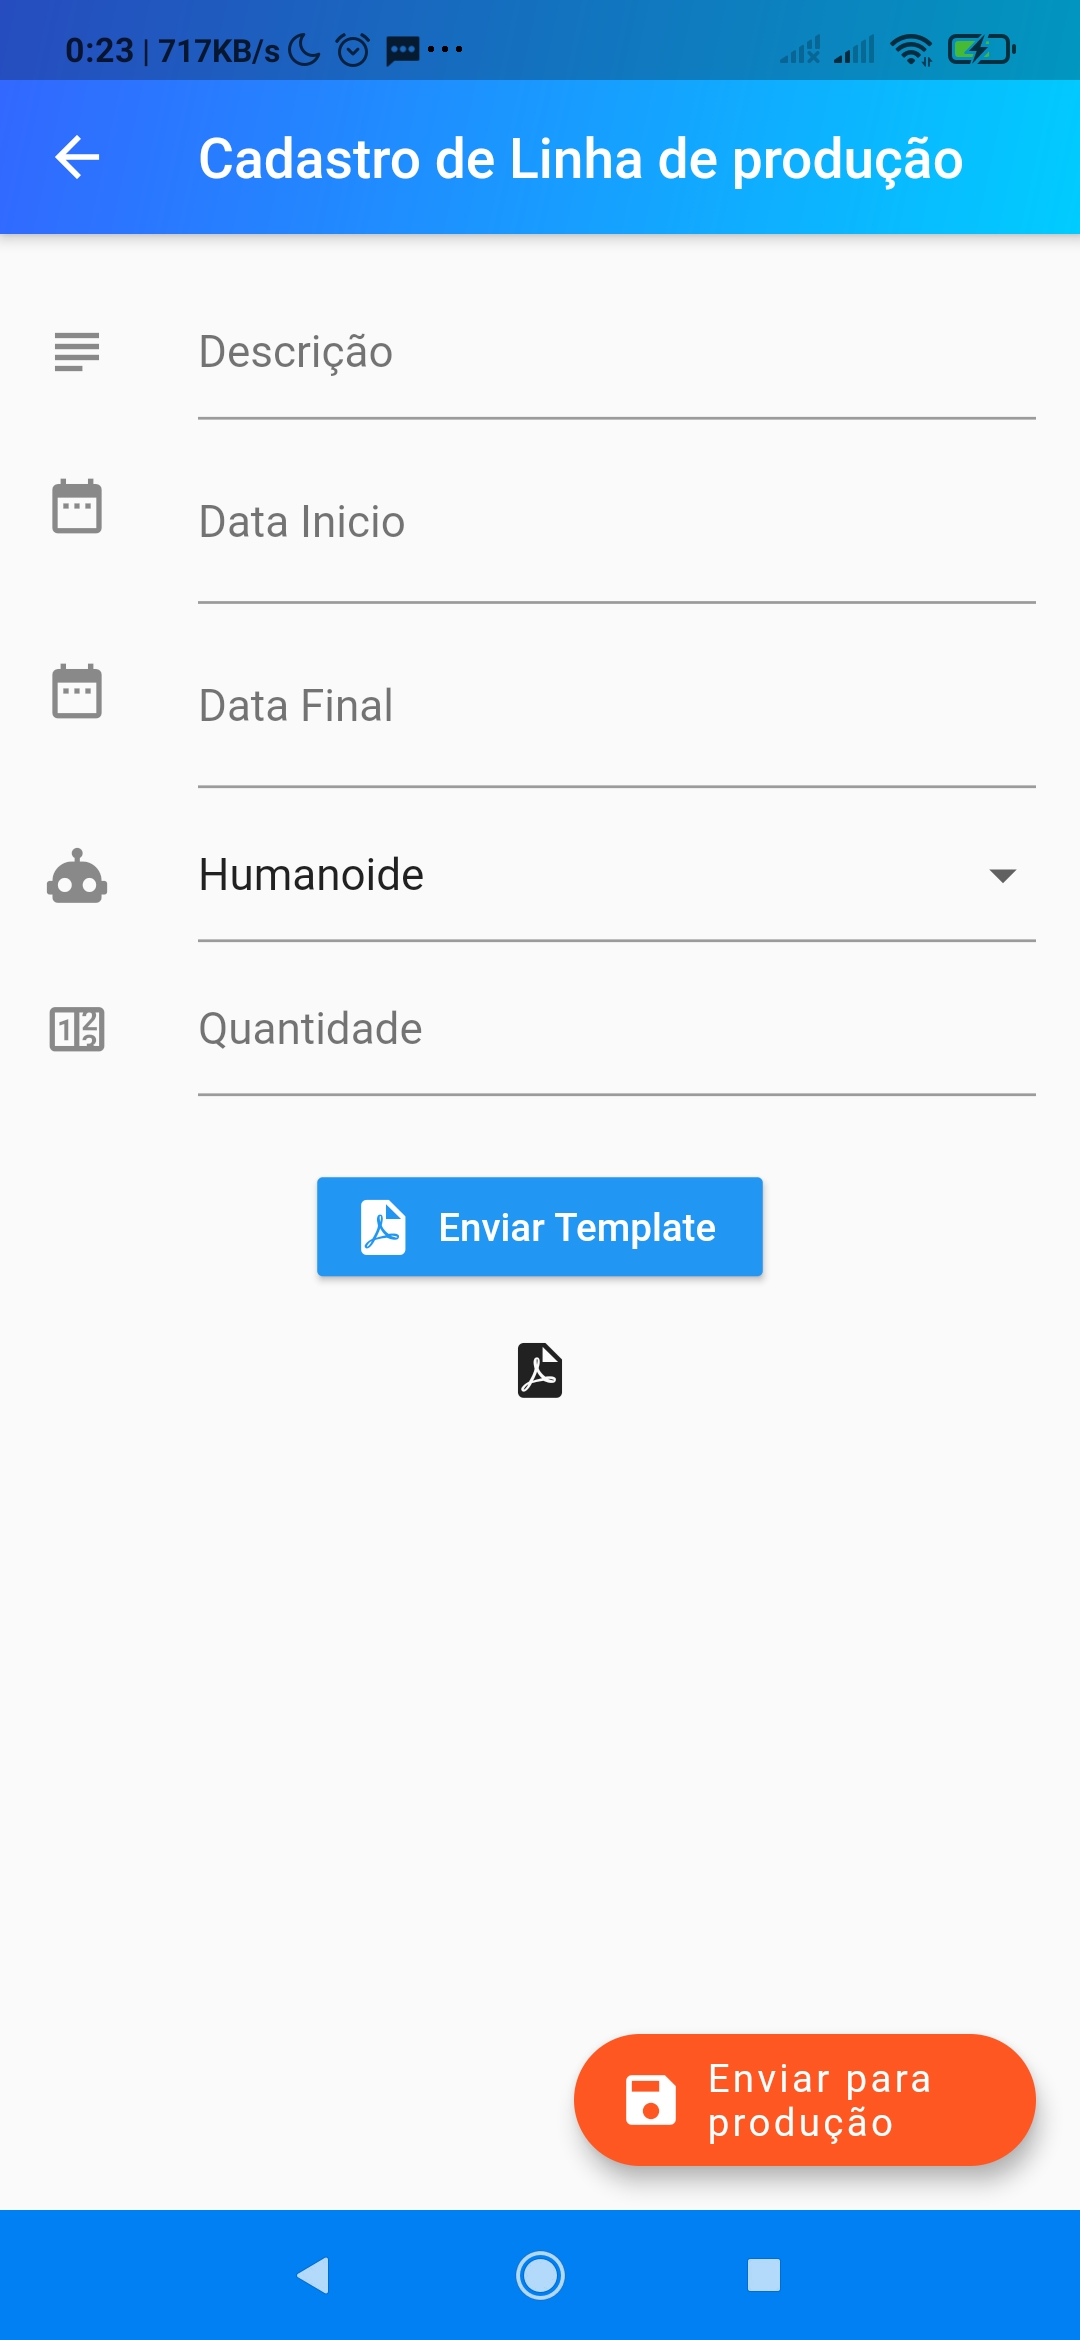 0:23 | 717KB/s
Cadastro de Linha de produção
Descrição
Data Inicio
Data Final
Humanoide
Quantidade
Enviar Template
Enviar para
produção